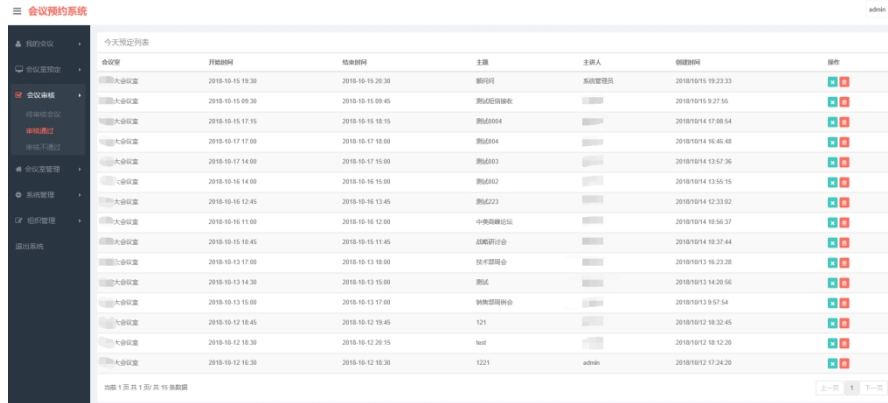 会议预约系统
admin
我的会议
会议室预定
会议审核
待审核会议
审核通过
审核不通过
会议室管理
系统管理
组织管理
退出系统
今天预定列表
会议室 开始时间 结束时间 主题 主讲人 创建时间 操作
大会议室 2018-10-15 19:30 2018-10-15 20:30 顾问问 系统管理员 2018/10/15 19:23:33
大会议室 2018-10-15 09:30 2018-10-15 09:45 测试短信接收 2018/10/15 9:27:55
大会议室 2018-10-15 17:15 2018-10-15 18:15 测试0004 2018/10/14 17:08:54
大会议室 2018-10-17 17:00 2018-10-17 18:00 测试004 2018/10/14 16:46:48
大会议室 2018-10-17 14:00 2018-10-17 15:00 测试003 2018/10/14 13:57:36
会议室 2018-10-16 14:00 2018-10-16 15:00 测试002 2018/10/14 13:55:15
大会议室 2018-10-16 12:45 2018-10-16 13:45 测试223 2018/10/14 12:33:02
大会议室 2018-10-16 11:00 2018-10-16 12:00 中美高峰论坛 2018/10/14 10:56:37
大会议室 2018-10-15 10:45 2018-10-15 11:45 战略研讨会 2018/10/14 10:37:44
大会议室 2018-10-13 17:00 2018-10-13 18:00 技术部周会 2018/10/13 16:23:28
大会议室 2018-10-13 14:30 2018-10-13 15:00 测试 2018/10/13 14:20:56
大会议室 2018-10-13 15:00 2018-10-13 17:00 销售部周例会 2018/10/13 9:57:54
大会议室 2018-10-12 18:45 2018-10-12 19:45 121 2018/10/12 18:32:45
大会议室 2018-10-12 18:30 2018-10-12 20:15 test 2018/10/12 18:12:20
大会议室 2018-10-12 16:30 2018-10-12 18:30 1221 admin 2018/10/12 17:24:20
当前 1 页 共 1 页/ 共 15 条数据
上一页 1 下一页